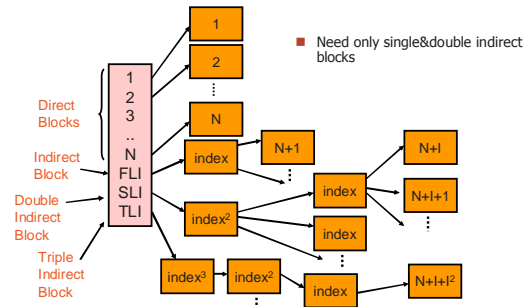 1
Need only single&double indirect
blocks
2
⋮
1
2
3
..
N
FLI
SLI
TLI
Direct
Blocks
N
Indirect
Block
index
N+1
⋮
N+I
Double
Indirect
Block
index²
index
N+I+1
⋮
index
⋮
Triple
Indirect
Block
index³
index²
⋮
index
N+I+I²